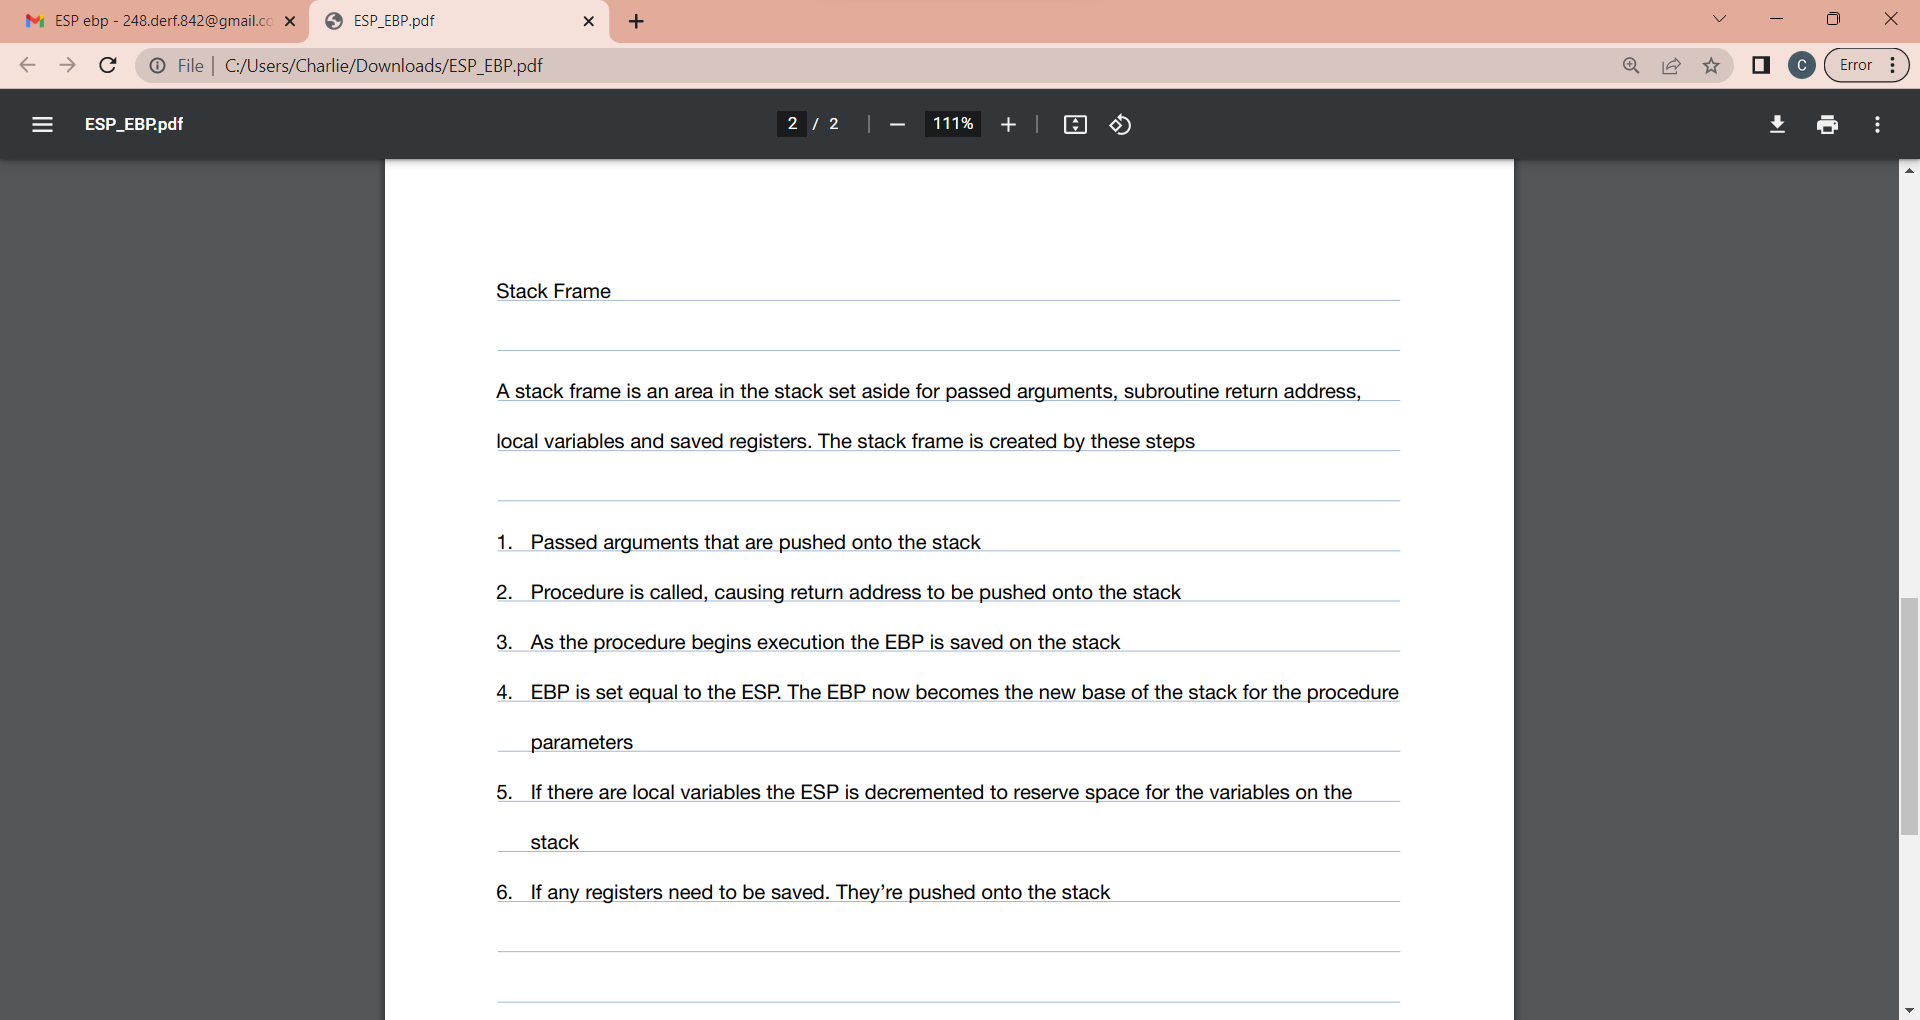 ESP ebp - 248.derf.842@gmail.co
ESP_EBP.pdf
File | C:/Users/Charlie/Downloads/ESP_EBP.pdf
C
Error
ESP_EBP.pdf
2 / 2
111%
Stack Frame
A stack frame is an area in the stack set aside for passed arguments, subroutine return address,
local variables and saved registers. The stack frame is created by these steps
1. Passed arguments that are pushed onto the stack
2. Procedure is called, causing return address to be pushed onto the stack
3. As the procedure begins execution the EBP is saved on the stack
4. EBP is set equal to the ESP. The EBP now becomes the new base of the stack for the procedure
parameters
5. If there are local variables the ESP is decremented to reserve space for the variables on the
stack
6. If any registers need to be saved. They’re pushed onto the stack